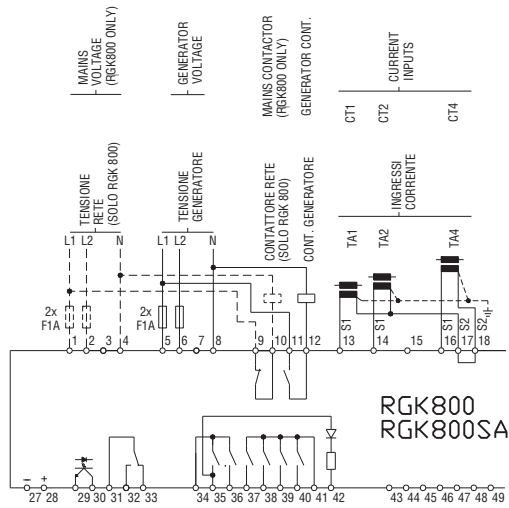 MAINS
VOLTAGE
(RGK800 ONLY)
GENERATOR
VOLTAGE
MAINS CONTACTOR
(RGK800 ONLY)
GENERATOR CONT.
CURRENT
INPUTS
CT1
CT2
CT4
TENSIONE
RETE
(SOLO RGK 800)
TENSIONE
GENERATORE
CONTATTORE RETE
(SOLO RGK 800)
CONT. GENERATORE
INGRESSI
CORRENTE
TA1
TA2
TA4
L1 L2 N L1 L2 N
2x
F1A
2x
F1A
S1 S1 S1 S2 S2
1 2 3 4 5 6 7 8 9 10 11 12 13 14 15 16 17 18
RGK800
RGK800SA
– +
27 28 29 30 31 32 33 34 35 36 37 38 39 40 41 42 43 44 45 46 47 48 49